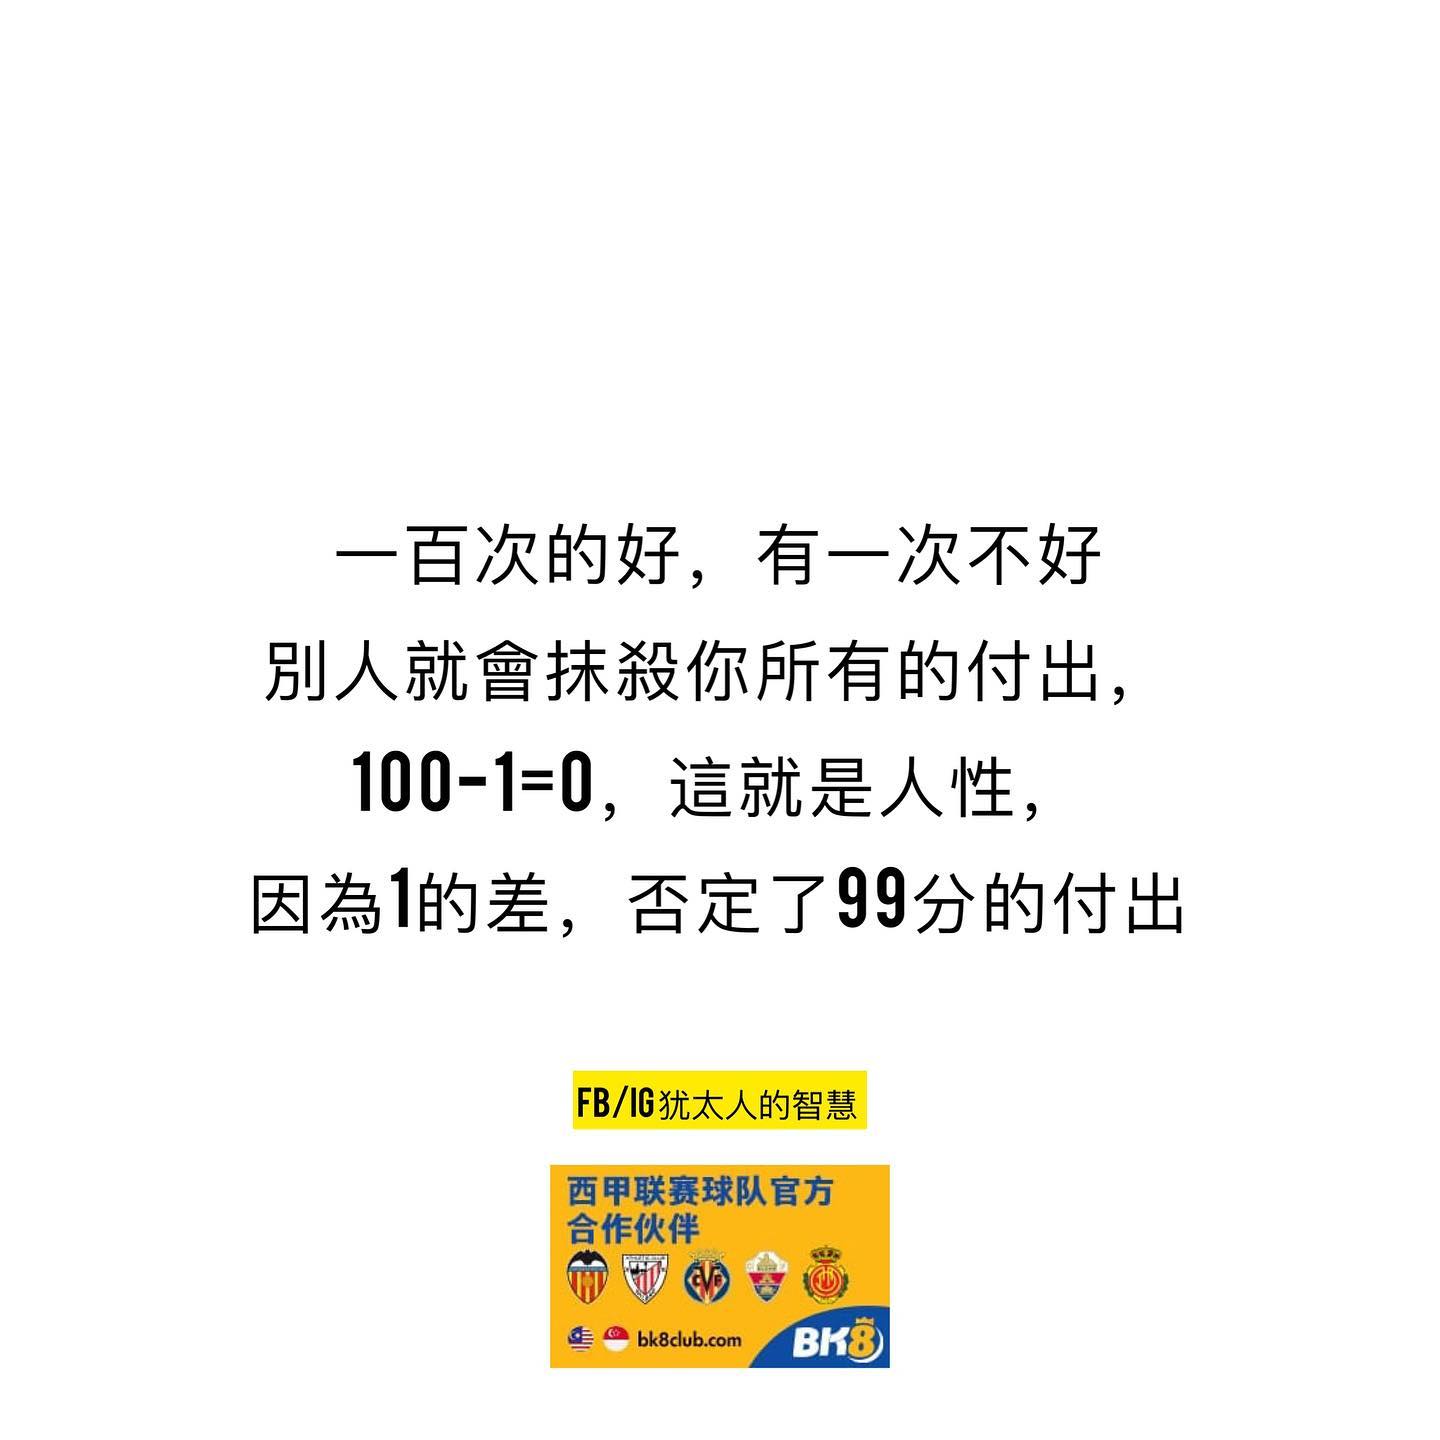 一百次的好，有一次不好
別人就會抹殺你所有的付出，
100-1=0，這就是人性，
因為1的差，否定了99分的付出
FB/IG犹太人的智慧
西甲联赛球队官方
合作伙伴
ATHLETIC CLUB
CVF
bk8club.com
BK8